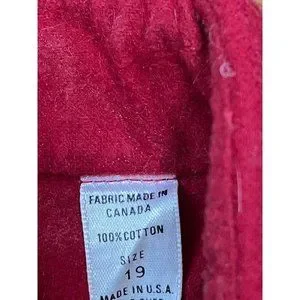 FABRIC MADE IN
CANADA
100% COTTON
SIZE
19
MADE IN U.S.A.